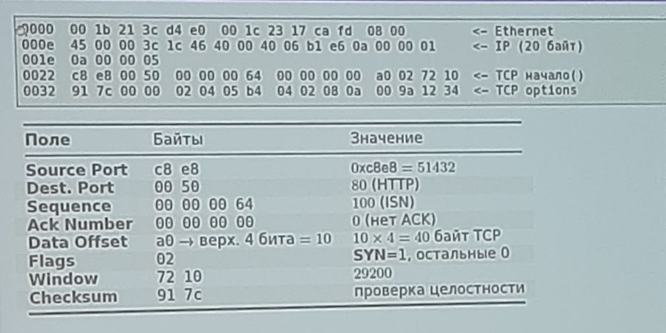 0000 00 1b 21 3c d4 e0 00 1c 23 17 ca fd 08 00 <- Ethernet
000e 45 00 00 3c 1c 46 40 00 40 06 b1 e6 0a 00 00 01 <- IP (20 байт)
001e 0a 00 00 05
0022 c8 e8 00 50 00 00 00 64 00 00 00 00 a0 02 72 10 <- TCP начало()
0032 91 7c 00 00 02 04 05 b4 04 02 08 0a 00 9a 12 34 <- TCP options
Поле Байты Значение
Source Port c8 e8 0xc8e8 = 51432
Dest. Port 00 50 80 (HTTP)
Sequence 00 00 00 64 100 (ISN)
Ack Number 00 00 00 00 0 (нет ACK)
Data Offset a0 → верх. 4 бита = 10 10 × 4 = 40 байт TCP
Flags 02 SYN=1, остальные 0
Window 72 10 29200
Checksum 91 7c проверка целостности